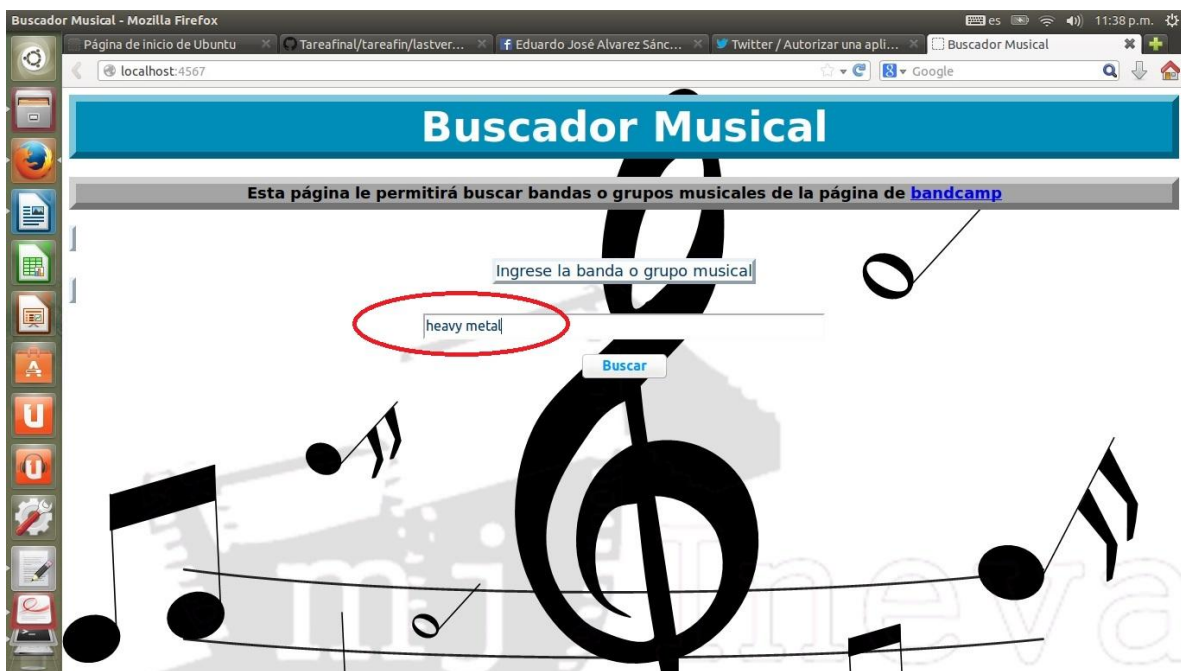 Buscador Musical - Mozilla Firefox
es
11:38 p.m.
Página de inicio de Ubuntu
Tareafinal/tareafin/lastver...
Eduardo José Alvarez Sánc...
Twitter / Autorizar una apli...
Buscador Musical
localhost:4567
Google
Buscador Musical
Esta página le permitirá buscar bandas o grupos musicales de la página de bandcamp
Ingrese la banda o grupo musical
heavy metal
Buscar